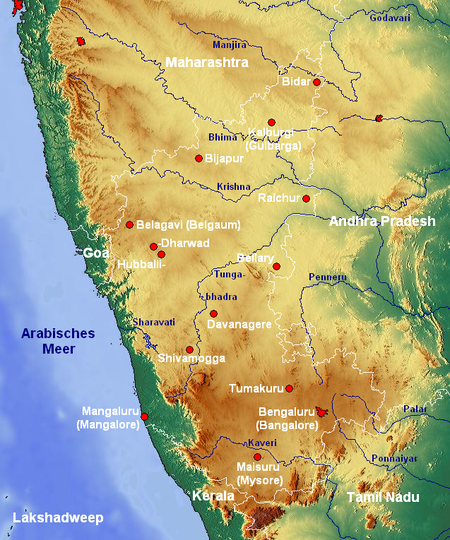 Godavari
Manjira
Maharashtra
Bidar
Kalburgi
(Gulbarga)
Bhima
Bijapur
Krishna
Raichur
Andhra Pradesh
Belagavi (Belgaum)
Dharwad
Goa
Hubballi-
Bellary
Tunga-
bhadra
Penneru
Davanagere
Sharavati
Arabisches
Meer
Shivamogga
Tumakuru
Mangaluru
(Mangalore)
Bengaluru
(Bangalore)
Palar
Kaveri
Ponnaiyar
Maisuru
(Mysore)
Kerala
Tamil Nadu
Lakshadweep